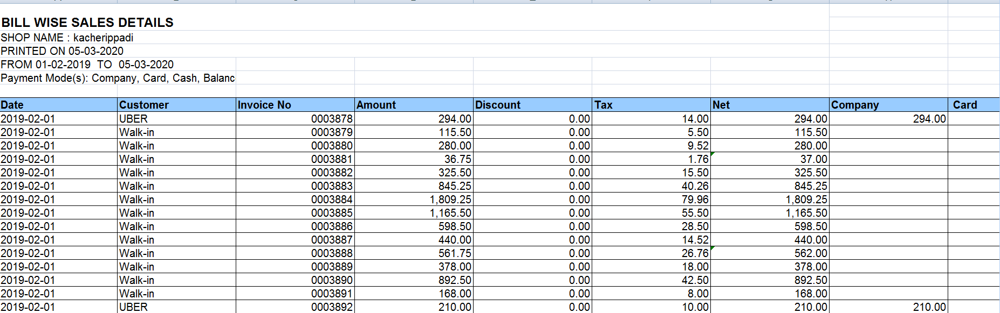 BILL WISE SALES DETAILS
SHOP NAME : kacherippadi
PRINTED ON 05-03-2020
FROM 01-02-2019 TO 05-03-2020
Payment Mode(s): Company, Card, Cash, Balanc
Date Customer Invoice No Amount Discount Tax Net Company Card
2019-02-01 UBER 0003878 294.00 0.00 14.00 294.00 294.00
2019-02-01 Walk-in 0003879 115.50 0.00 5.50 115.50
2019-02-01 Walk-in 0003880 280.00 0.00 9.52 280.00
2019-02-01 Walk-in 0003881 36.75 0.00 1.76 37.00
2019-02-01 Walk-in 0003882 325.50 0.00 15.50 325.50
2019-02-01 Walk-in 0003883 845.25 0.00 40.26 845.25
2019-02-01 Walk-in 0003884 1,809.25 0.00 79.96 1,809.25
2019-02-01 Walk-in 0003885 1,165.50 0.00 55.50 1,165.50
2019-02-01 Walk-in 0003886 598.50 0.00 28.50 598.50
2019-02-01 Walk-in 0003887 440.00 0.00 14.52 440.00
2019-02-01 Walk-in 0003888 561.75 0.00 26.76 562.00
2019-02-01 Walk-in 0003889 378.00 0.00 18.00 378.00
2019-02-01 Walk-in 0003890 892.50 0.00 42.50 892.50
2019-02-01 Walk-in 0003891 168.00 0.00 8.00 168.00
2019-02-01 UBER 0003892 210.00 0.00 10.00 210.00 210.00